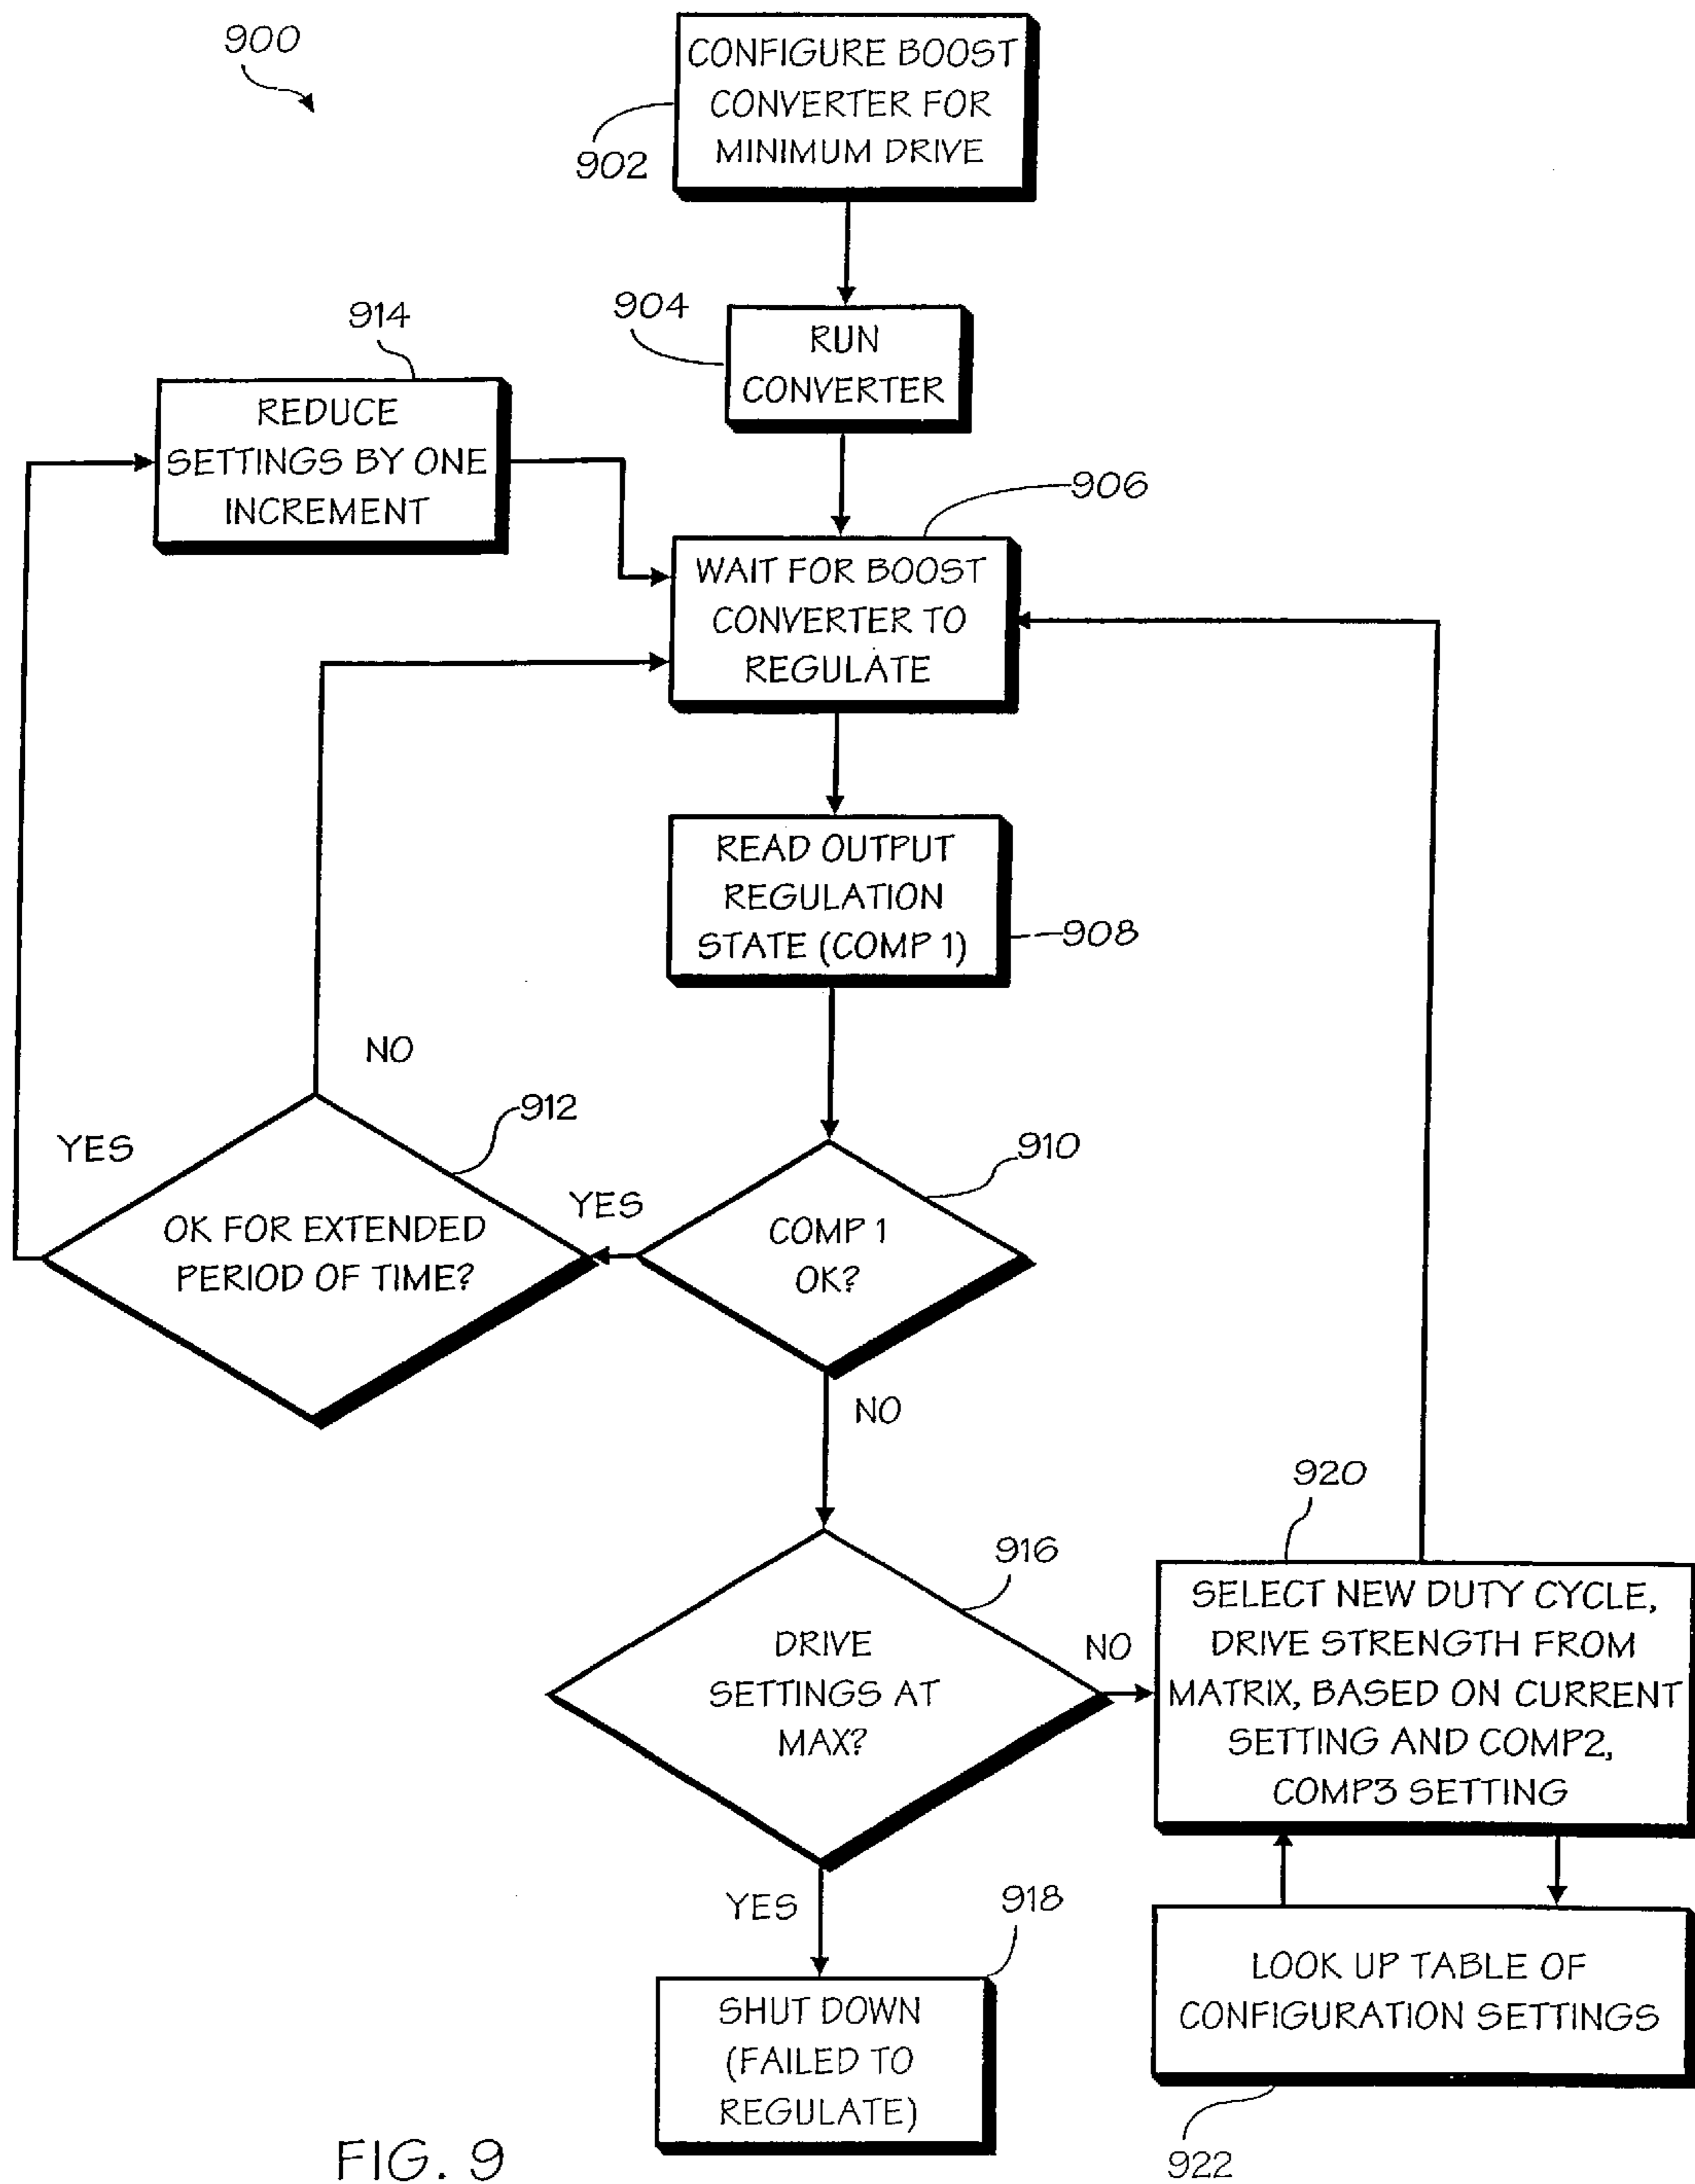 900
CONFIGURE BOOST
CONVERTER FOR
MINIMUM DRIVE
902
904
RUN
CONVERTER
914
REDUCE
SETTINGS BY ONE
INCREMENT
906
WAIT FOR BOOST
CONVERTER TO
REGULATE
READ OUTPUT
REGULATION
STATE (COMP 1)
908
NO
912
YES
OK FOR EXTENDED
PERIOD OF TIME?
YES
910
COMP 1
OK?
NO
916
DRIVE
SETTINGS AT
MAX?
NO
920
SELECT NEW DUTY CYCLE,
DRIVE STRENGTH FROM
MATRIX, BASED ON CURRENT
SETTING AND COMP2,
COMP3 SETTING
YES
918
SHUT DOWN
(FAILED TO
REGULATE)
LOOK UP TABLE OF
CONFIGURATION SETTINGS
922
FIG. 9